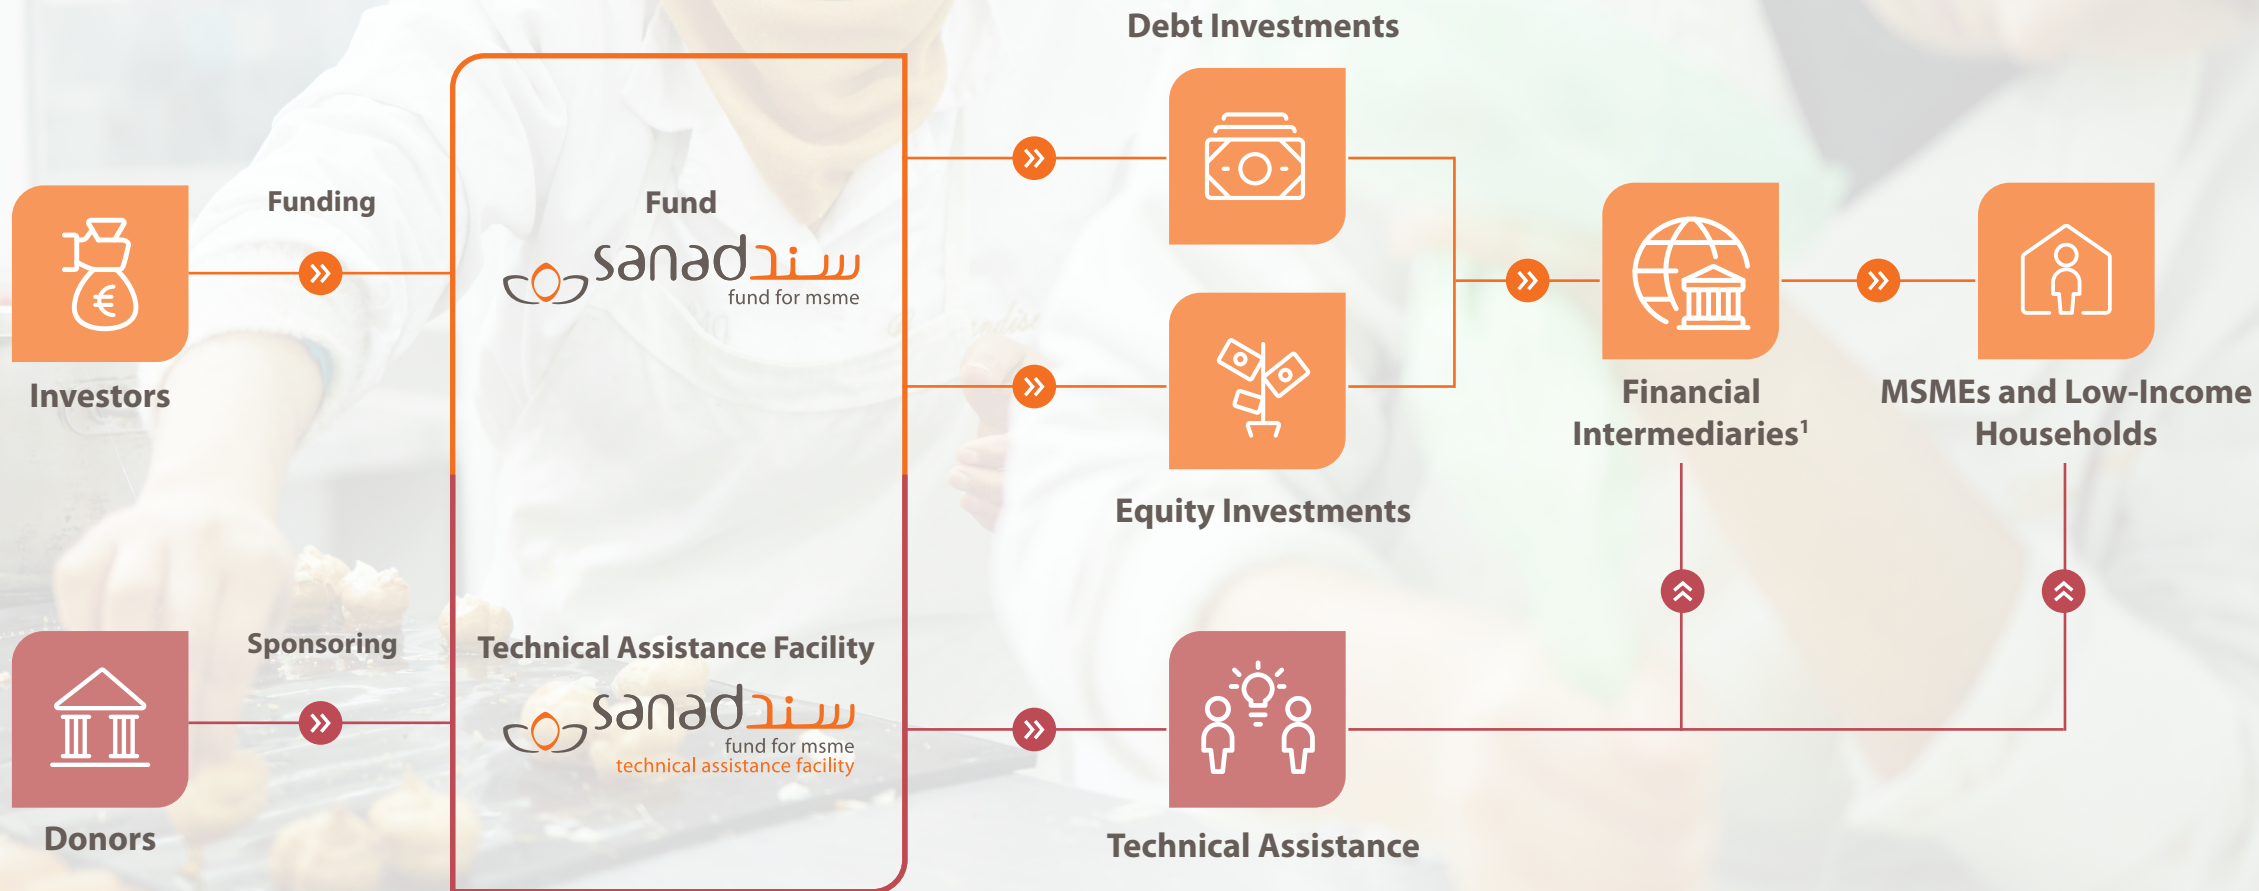 Debt Investments
Funding
Fund
sanad سند
fund for msme
€
Investors
Financial
Intermediaries¹
MSMEs and Low-Income
Households
Equity Investments
Sponsoring
Technical Assistance Facility
sanad سند
fund for msme
technical assistance facility
Donors
Technical Assistance